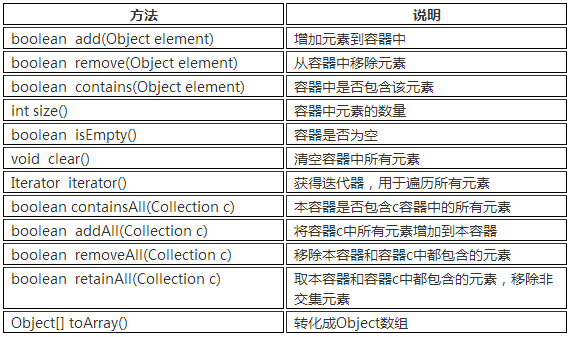 方法 说明
boolean add(Object element) 增加元素到容器中
boolean remove(Object element) 从容器中移除元素
boolean contains(Object element) 容器中是否包含该元素
int size() 容器中元素的数量
boolean isEmpty() 容器是否为空
void clear() 清空容器中所有元素
Iterator iterator() 获得迭代器，用于遍历所有元素
boolean containsAll(Collection c) 本容器是否包含c容器中的所有元素
boolean addAll(Collection c) 将容器c中所有元素增加到本容器
boolean removeAll(Collection c) 移除本容器和容器c中都包含的元素
boolean retainAll(Collection c) 取本容器和容器c中都包含的元素，移除非
交集元素
Object[] toArray() 转化成Object数组